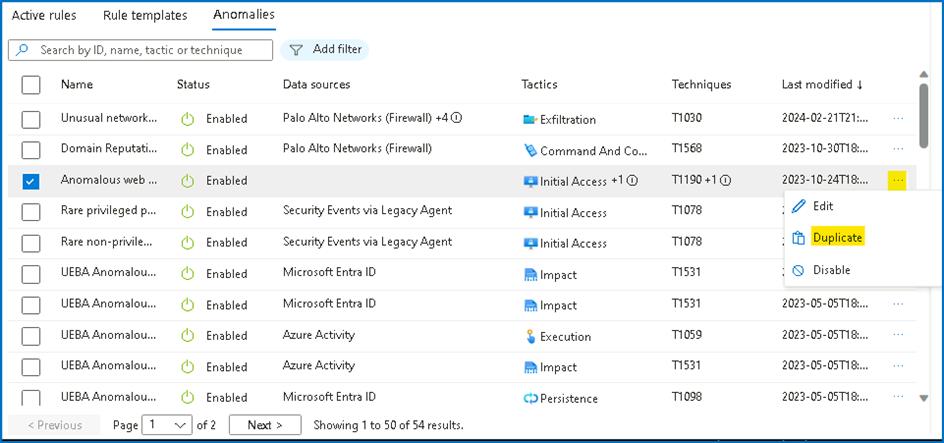 Active rules Rule templates Anomalies
Search by ID, name, tactic or technique Add filter
Name Status Data sources Tactics Techniques Last modified ↓
Unusual network... Enabled Palo Alto Networks (Firewall) +4 Exfiltration T1030 2024-02-21T21:... ...
Domain Reputati... Enabled Palo Alto Networks (Firewall) Command And Co... T1568 2023-10-30T18:... ...
Anomalous web ... Enabled Initial Access +1 T1190 +1 2023-10-24T18:... ...
Rare privileged p... Enabled Security Events via Legacy Agent Initial Access T1078
Edit
Rare non-privile... Enabled Security Events via Legacy Agent Initial Access T1078
Duplicate
UEBA Anomalou... Enabled Microsoft Entra ID Impact T1531
Disable
UEBA Anomalou... Enabled Microsoft Entra ID Impact T1531 2023-05-05T18:... ...
UEBA Anomalou... Enabled Azure Activity Execution T1059 2023-05-05T18:... ...
UEBA Anomalou... Enabled Azure Activity Impact T1531 2023-05-05T18:... ...
UEBA Anomalou... Enabled Microsoft Entra ID Persistence T1098 2023-05-05T18:... ...
< Previous Page 1 of 2 Next > Showing 1 to 50 of 54 results.